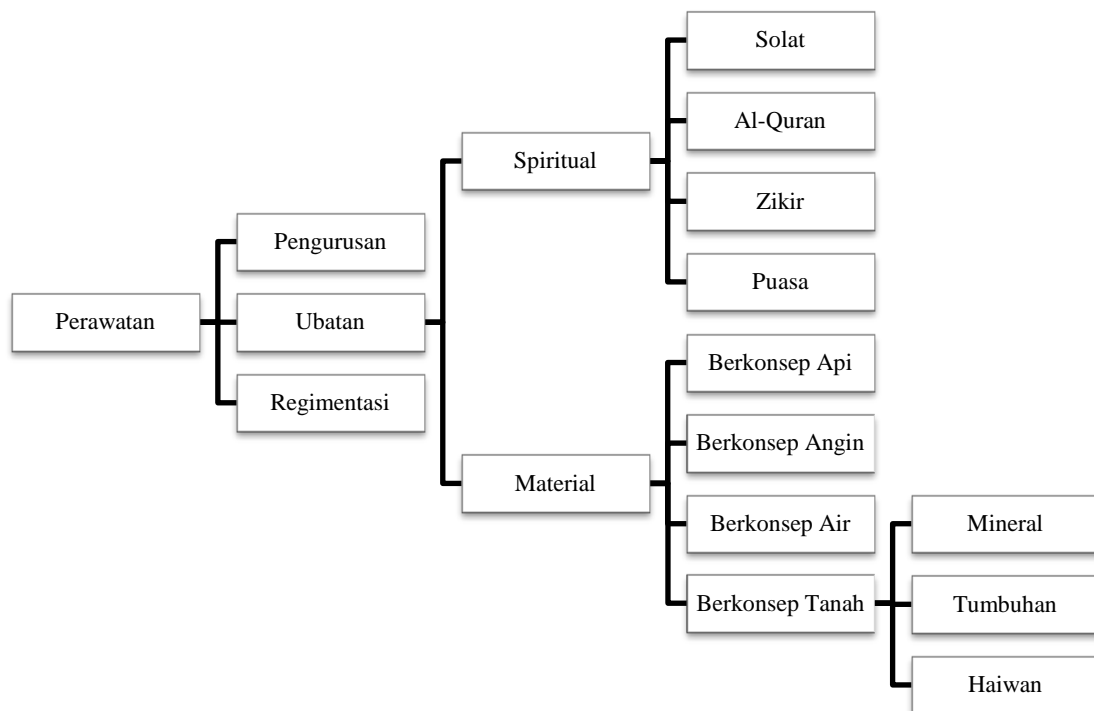 Solat
Al-Quran
Spiritual
Zikir
Pengurusan
Puasa
Perawatan
Ubatan
Berkonsep Api
Regimentasi
Berkonsep Angin
Material
Berkonsep Air
Mineral
Berkonsep Tanah
Tumbuhan
Haiwan